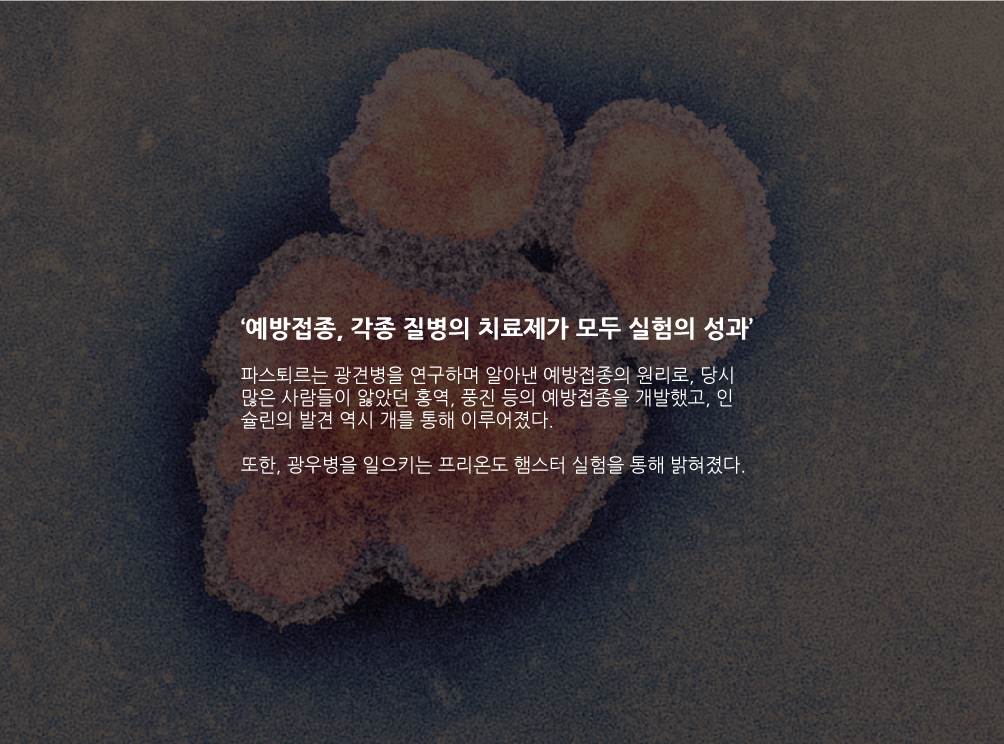 ‘예방접종, 각종 질병의 치료제가 모두 실험의 성과’
파스퇴르는 광견병을 연구하며 알아낸 예방접종의 원리로, 당시
많은 사람들이 앓았던 홍역, 풍진 등의 예방접종을 개발했고, 인
슐린의 발견 역시 개를 통해 이루어졌다.
또한, 광우병을 일으키는 프리온도 햄스터 실험을 통해 밝혀졌다.